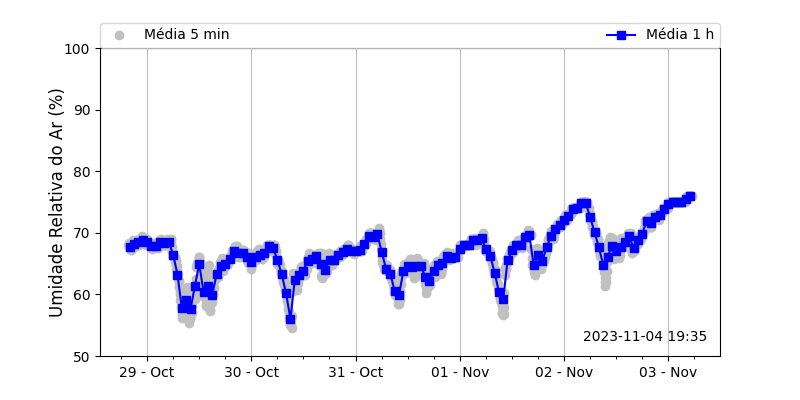 Média 5 min
Média 1 h
Umidade Relativa do Ar (%)
100
90
80
70
60
50
2023-11-04 19:35
29 - Oct
30 - Oct
31 - Oct
01 - Nov
02 - Nov
03 - Nov